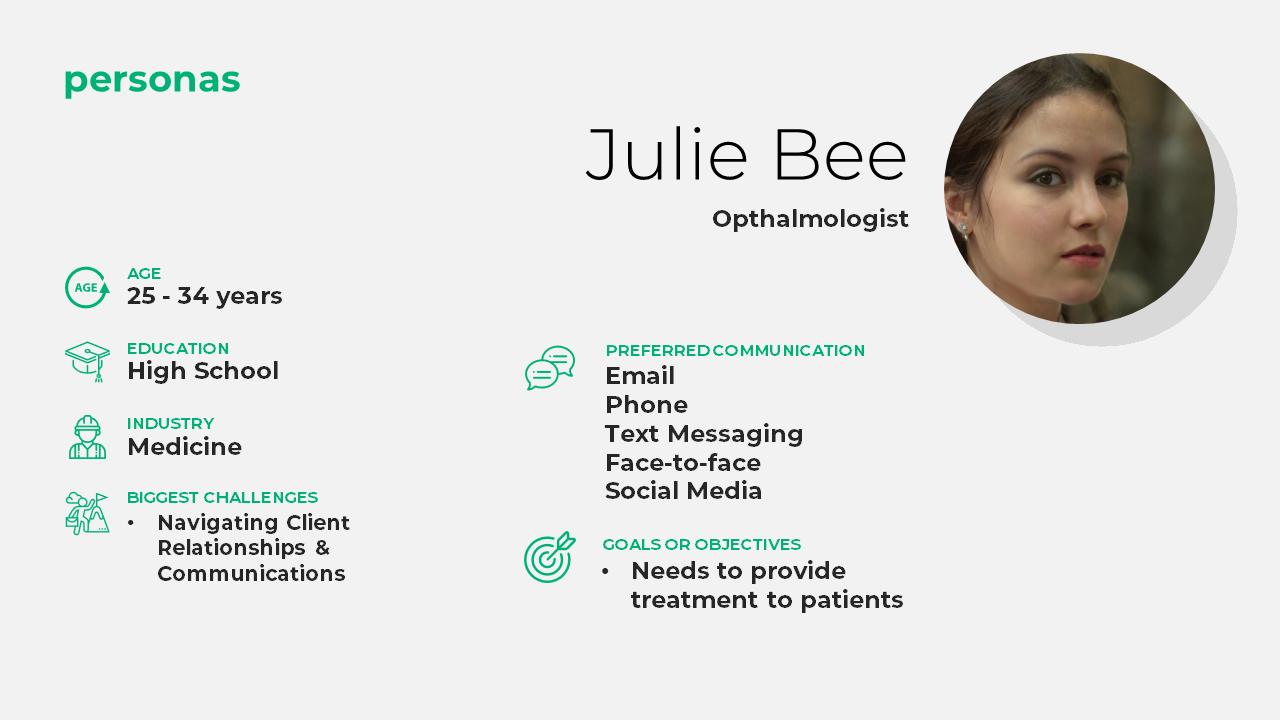 personas
Julie Bee
Opthalmologist
AGE
AGE
25 - 34 years
EDUCATION
High School
INDUSTRY
Medicine
BIGGEST CHALLENGES
• Navigating Client
Relationships &
Communications
PREFERRED COMMUNICATION
Email
Phone
Text Messaging
Face-to-face
Social Media
GOALS OR OBJECTIVES
• Needs to provide
treatment to patients